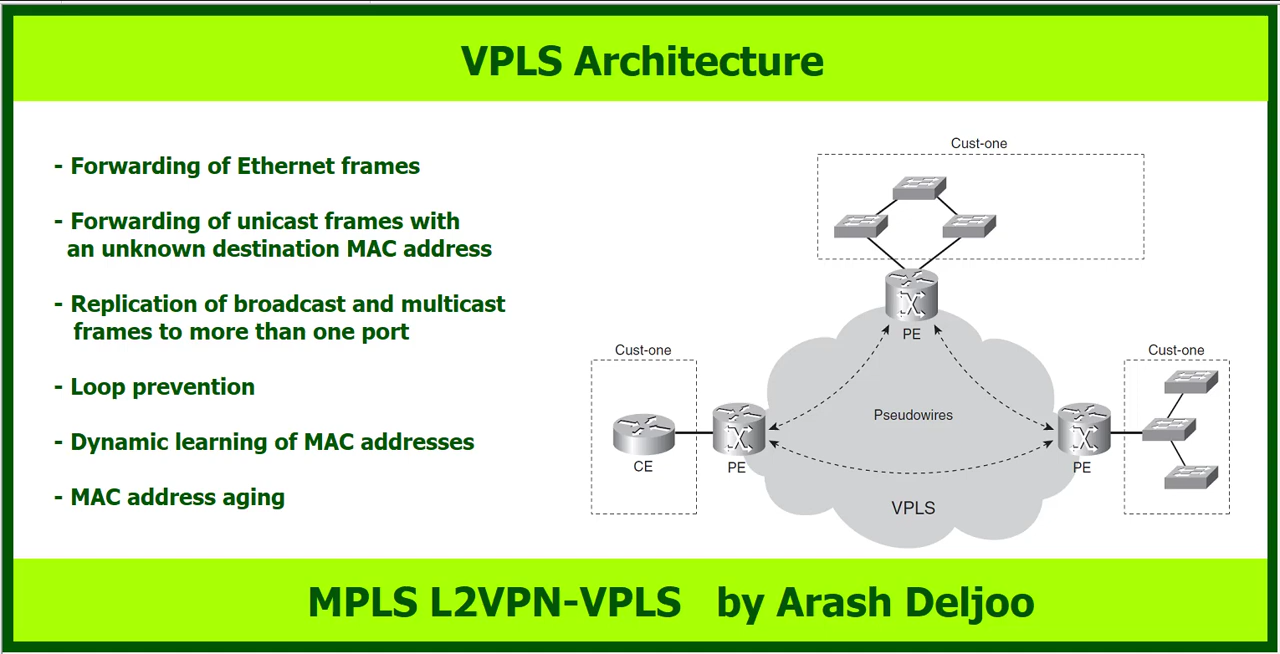 VPLS Architecture
- Forwarding of Ethernet frames
- Forwarding of unicast frames with
an unknown destination MAC address
- Replication of broadcast and multicast
frames to more than one port
- Loop prevention
- Dynamic learning of MAC addresses
- MAC address aging
Cust-one
PE
Cust-one
CE
PE
Pseudowires
VPLS
Cust-one
PE
MPLS L2VPN-VPLS by Arash Deljoo